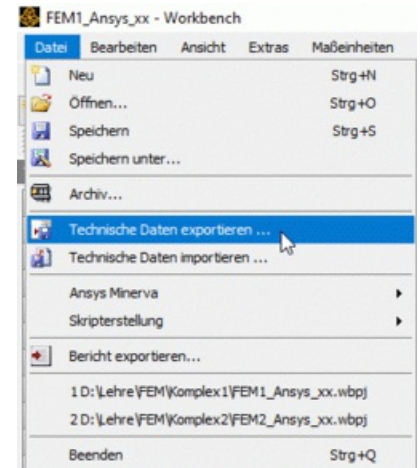 FEM1_Ansys_xx - Workbench
Datei Bearbeiten Ansicht Extras Maßeinheiten
Neu Strg+N
Öffnen... Strg+O
Speichern Strg+S
Speichern unter...
Archiv...
Technische Daten exportieren ...
Technische Daten importieren ...
Ansys Minerva
Skripterstellung
Bericht exportieren...
1 D:\Lehre\FEM\Komplex1\FEM1_Ansys_xx.wbpj
2 D:\Lehre\FEM\Komplex2\FEM2_Ansys_xx.wbpj
Beenden Strg+Q